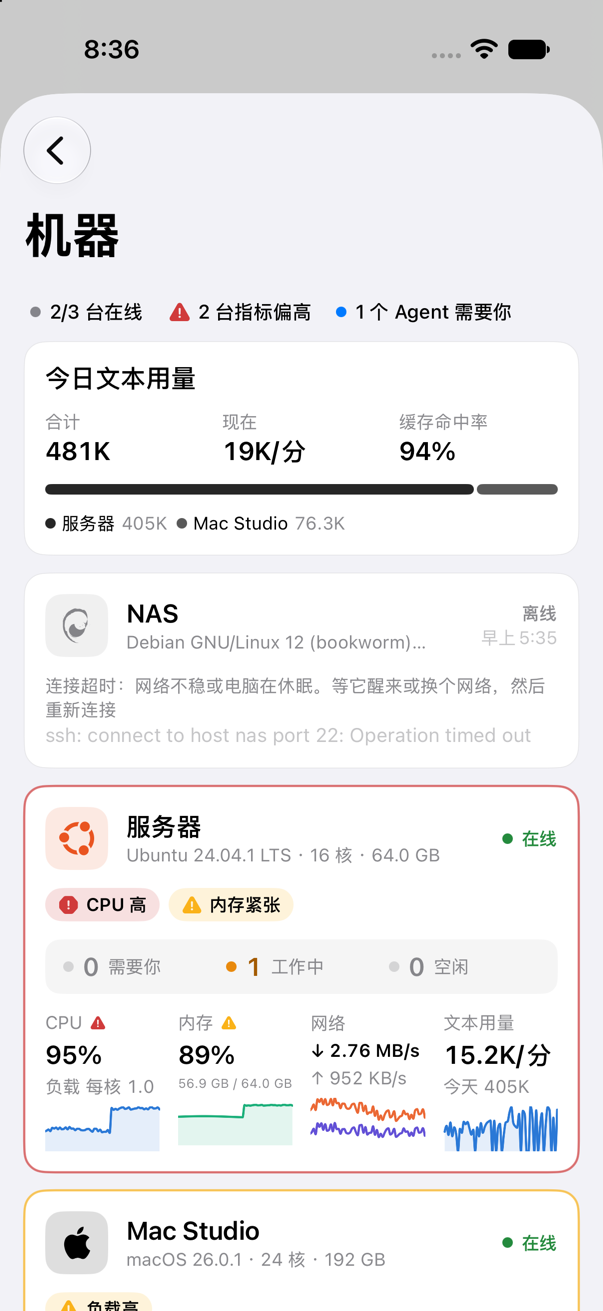 8:36
机器
2/3 台在线 2 台指标偏高 1 个 Agent 需要你
今日文本用量
合计 现在 缓存命中率
481K 19K/分 94%
服务器 405K Mac Studio 76.3K
NAS 离线
Debian GNU/Linux 12 (bookworm)... 早上 5:35
连接超时：网络不稳或电脑在休眠。等它醒来或换个网络，然后
重新连接
ssh: connect to host nas port 22: Operation timed out
服务器 在线
Ubuntu 24.04.1 LTS · 16 核 · 64.0 GB
CPU 高 内存紧张
0 需要你 1 工作中 0 空闲
CPU 内存 网络 文本用量
95% 89% ↓ 2.76 MB/s 15.2K/分
负载 每核 1.0 56.9 GB / 64.0 GB ↑ 952 KB/s 今天 405K
Mac Studio 在线
macOS 26.0.1 · 24 核 · 192 GB
负载高